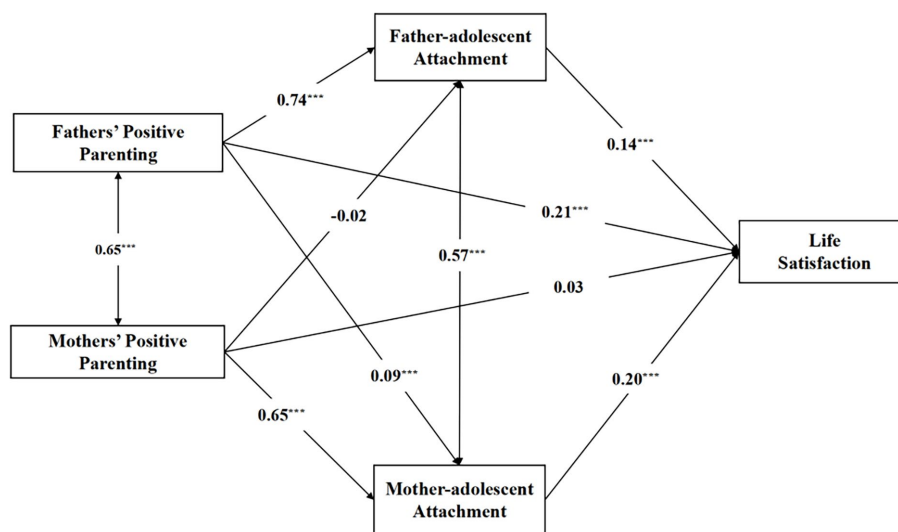 Father-adolescent
Attachment
0.74***
Fathers’ Positive
Parenting
0.14***
-0.02
0.21***
0.65***
0.57***
Life
Satisfaction
0.03
Mothers’ Positive
Parenting
0.09***
0.20***
0.65***
Mother-adolescent
Attachment